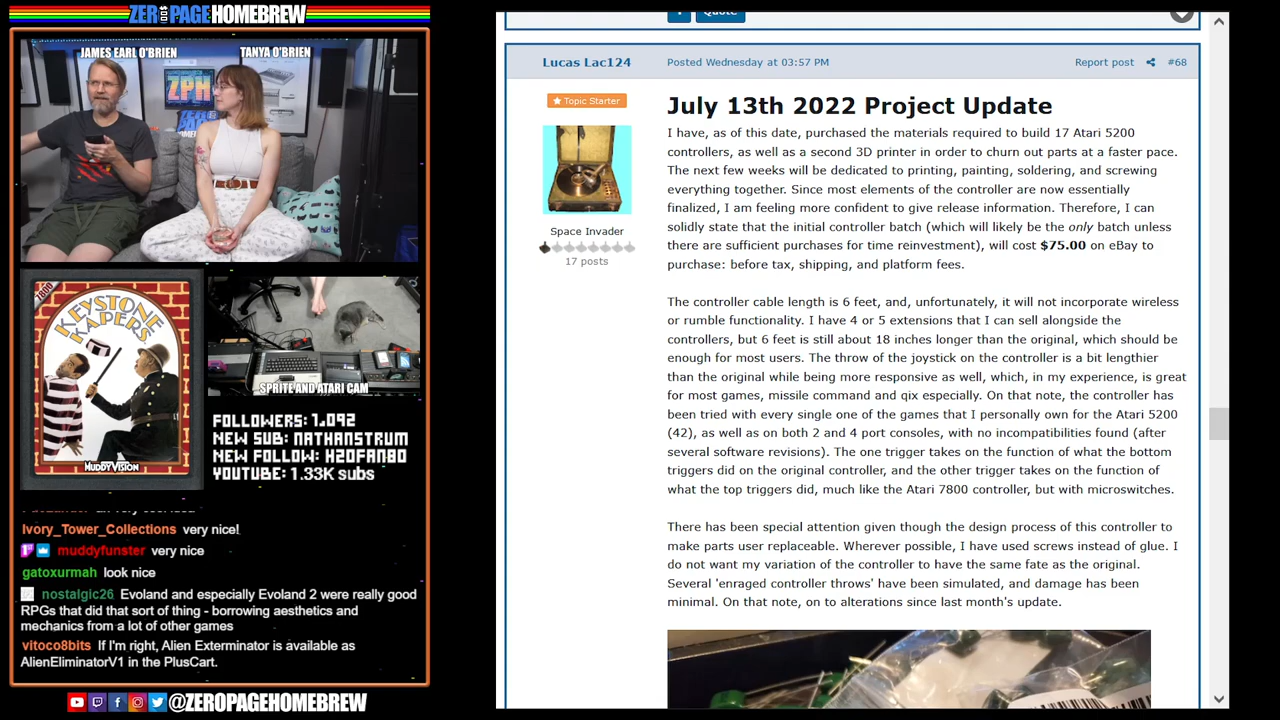 ZEROPAGE HOMEBREW
JAMES EARL O'BRIEN
TANYA O'BRIEN
ZPH
7800
KEYSTONE
KAPERS
MUDDYVISION
SPRITE AND ATARI CAM
FOLLOWERS: 1,092
NEW SUB: NATHANSTRUM
NEW FOLLOW: H2OFAN80
YOUTUBE: 1.33K subs
Ivory_Tower_Collections very nice!
muddyfunster very nice
gatoxurmah look nice
nostalgic26 Evoland and especially Evoland 2 were really good
RPGs that did that sort of thing - borrowing aesthetics and
mechanics from a lot of other games
vitoco8bits If I'm right, Alien Exterminator is available as
AlienEliminatorV1 in the PlusCart.
@ZEROPAGEHOMEBREW
Quote
Lucas Lac124
Topic Starter
Space Invader
17 posts
Posted Wednesday at 03:57 PM
Report post
#68
July 13th 2022 Project Update
I have, as of this date, purchased the materials required to build 17 Atari 5200
controllers, as well as a second 3D printer in order to churn out parts at a faster pace.
The next few weeks will be dedicated to printing, painting, soldering, and screwing
everything together. Since most elements of the controller are now essentially
finalized, I am feeling more confident to give release information. Therefore, I can
solidly state that the initial controller batch (which will likely be the only batch unless
there are sufficient purchases for time reinvestment), will cost $75.00 on eBay to
purchase: before tax, shipping, and platform fees.
The controller cable length is 6 feet, and, unfortunately, it will not incorporate wireless
or rumble functionality. I have 4 or 5 extensions that I can sell alongside the
controllers, but 6 feet is still about 18 inches longer than the original, which should be
enough for most users. The throw of the joystick on the controller is a bit lengthier
than the original while being more responsive as well, which, in my experience, is great
for most games, missile command and qix especially. On that note, the controller has
been tried with every single one of the games that I personally own for the Atari 5200
(42), as well as on both 2 and 4 port consoles, with no incompatibilities found (after
several software revisions). The one trigger takes on the function of what the bottom
triggers did on the original controller, and the other trigger takes on the function of
what the top triggers did, much like the Atari 7800 controller, but with microswitches.
There has been special attention given though the design process of this controller to
make parts user replaceable. Wherever possible, I have used screws instead of glue. I
do not want my variation of the controller to have the same fate as the original.
Several 'enraged controller throws' have been simulated, and damage has been
minimal. On that note, on to alterations since last month's update.